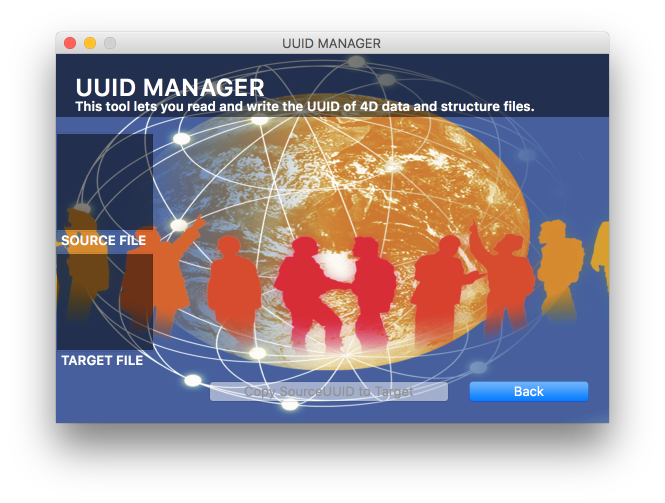 UUID MANAGER
UUID MANAGER
This tool lets you read and write the UUID of 4D data and structure files.
SOURCE FILE
TARGET FILE
Copy SourceUUID to Target
Back